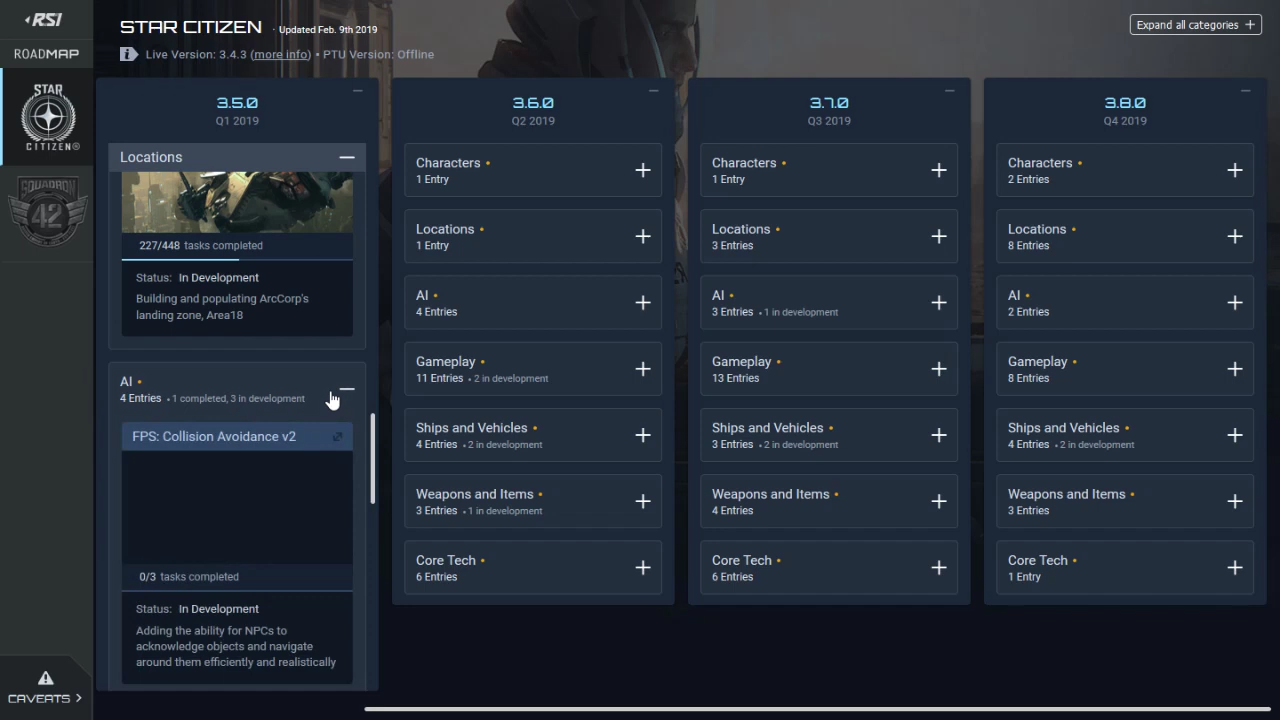 RSI
ROADMAP
STAR
CITIZEN®
SQUADRON
42
CAVEATS
STAR CITIZEN · Updated Feb. 9th 2019
Live Version: 3.4.3 (more info) • PTU Version: Offline
Expand all categories +
3.5.0
Q1 2019
Locations
227/448 tasks completed
Status: In Development
Building and populating ArcCorp's
landing zone, Area18
AI •
4 Entries • 1 completed, 3 in development
FPS: Collision Avoidance v2
0/3 tasks completed
Status: In Development
Adding the ability for NPCs to
acknowledge objects and navigate
around them efficiently and realistically
3.6.0
Q2 2019
Characters •
1 Entry
Locations •
1 Entry
AI •
4 Entries
Gameplay •
11 Entries • 2 in development
Ships and Vehicles •
4 Entries • 2 in development
Weapons and Items •
3 Entries • 1 in development
Core Tech •
6 Entries
3.7.0
Q3 2019
Characters •
1 Entry
Locations •
3 Entries
AI •
3 Entries • 1 in development
Gameplay •
13 Entries
Ships and Vehicles •
3 Entries • 2 in development
Weapons and Items •
4 Entries
Core Tech •
6 Entries
3.8.0
Q4 2019
Characters •
2 Entries
Locations •
8 Entries
AI •
2 Entries
Gameplay •
8 Entries
Ships and Vehicles •
4 Entries • 2 in development
Weapons and Items •
3 Entries
Core Tech •
1 Entry